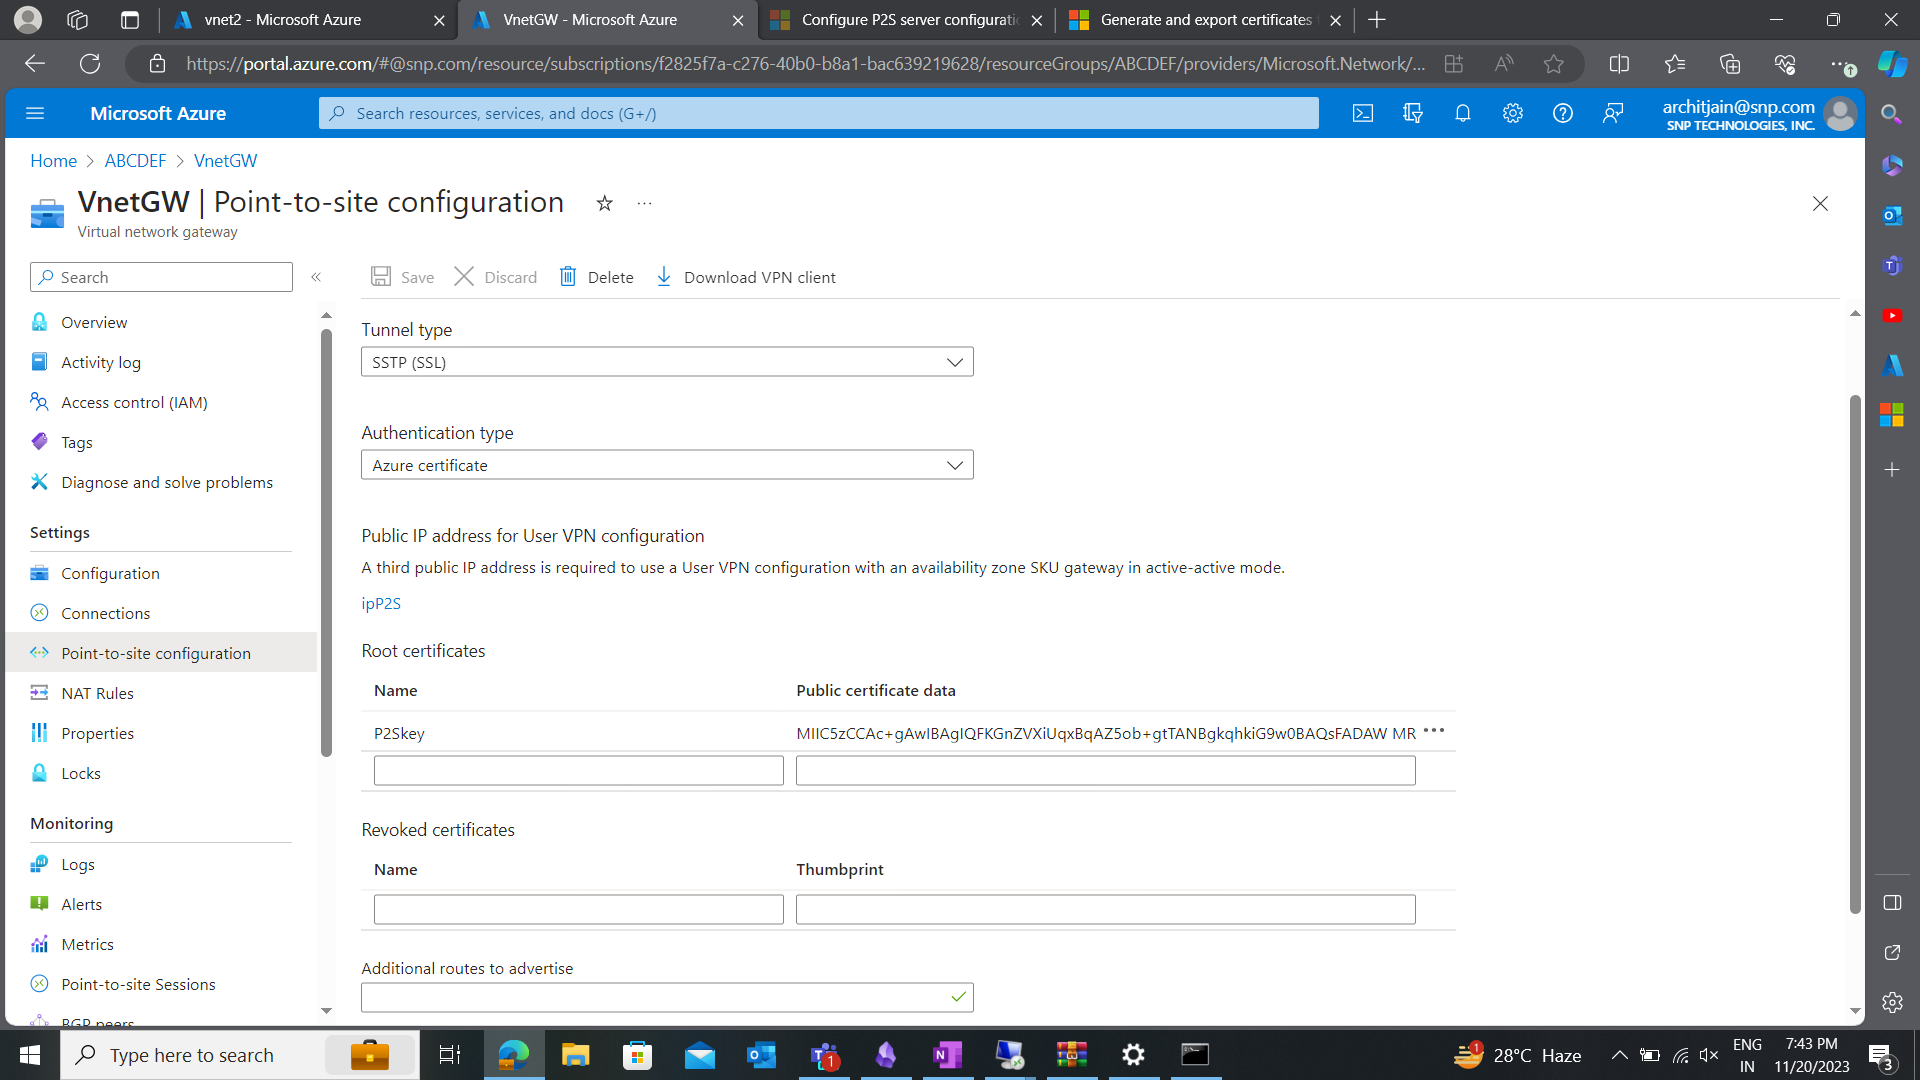 vnet2 - Microsoft Azure
VnetGW - Microsoft Azure
Configure P2S server configuratio
Generate and export certificates
https://portal.azure.com/#@snp.com/resource/subscriptions/f2825f7a-c276-40b0-b8a1-bac639219628/resourceGroups/ABCDEF/providers/Microsoft.Network/...
Microsoft Azure
Search resources, services, and docs (G+/)
architjain@snp.com
SNP TECHNOLOGIES, INC.
Home > ABCDEF > VnetGW
VnetGW | Point-to-site configuration
Virtual network gateway
Search
Save
Discard
Delete
Download VPN client
Overview
Activity log
Access control (IAM)
Tags
Diagnose and solve problems
Settings
Configuration
Connections
Point-to-site configuration
NAT Rules
Properties
Locks
Monitoring
Logs
Alerts
Metrics
Point-to-site Sessions
BGP peers
Tunnel type
SSTP (SSL)
Authentication type
Azure certificate
Public IP address for User VPN configuration
A third public IP address is required to use a User VPN configuration with an availability zone SKU gateway in active-active mode.
ipP2S
Root certificates
Name Public certificate data
P2Skey MIIC5zCCAc+gAwIBAgIQFKGnZVXiUqxBqAZ5ob+gtTANBgkqhkiG9w0BAQsFADAW MR
Revoked certificates
Name Thumbprint
Additional routes to advertise
Type here to search
1
28°C Haze
ENG
IN
7:43 PM
11/20/2023
3